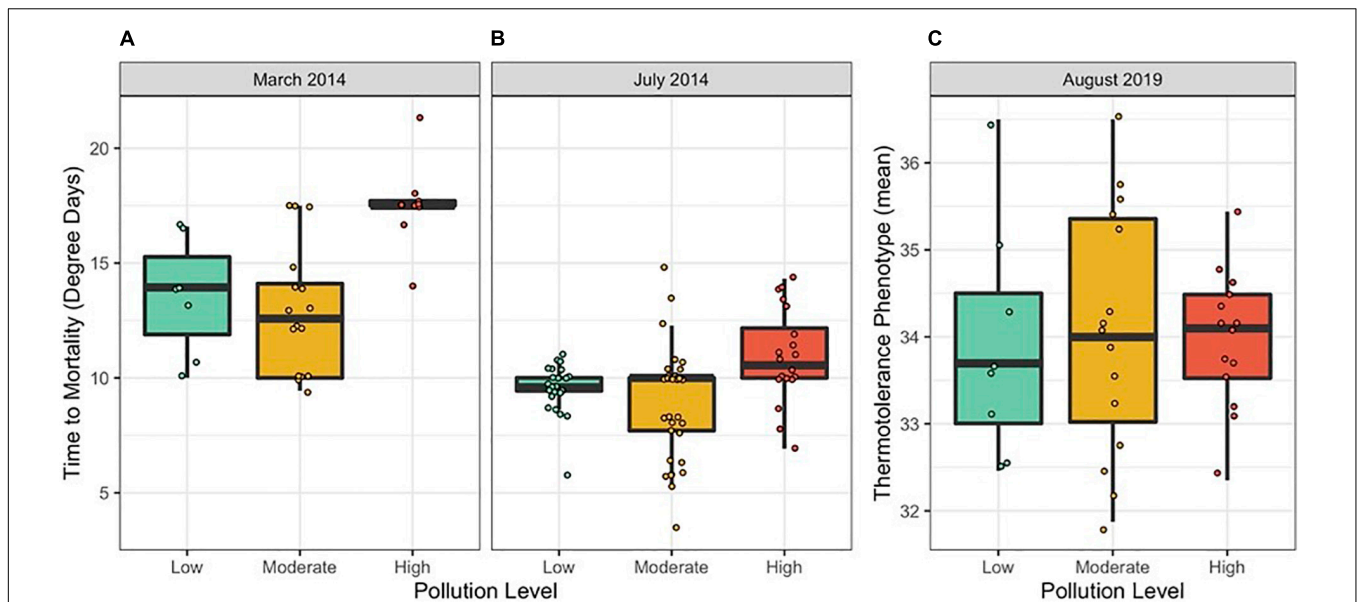 A
B
C
March 2014
July 2014
August 2019
Time to Mortality (Degree Days)
20
15
10
5
Low
Moderate
High
Low
Moderate
High
Pollution Level
Thermotolerance Phenotype (mean)
36
35
34
33
32
Low
Moderate
High
Pollution Level